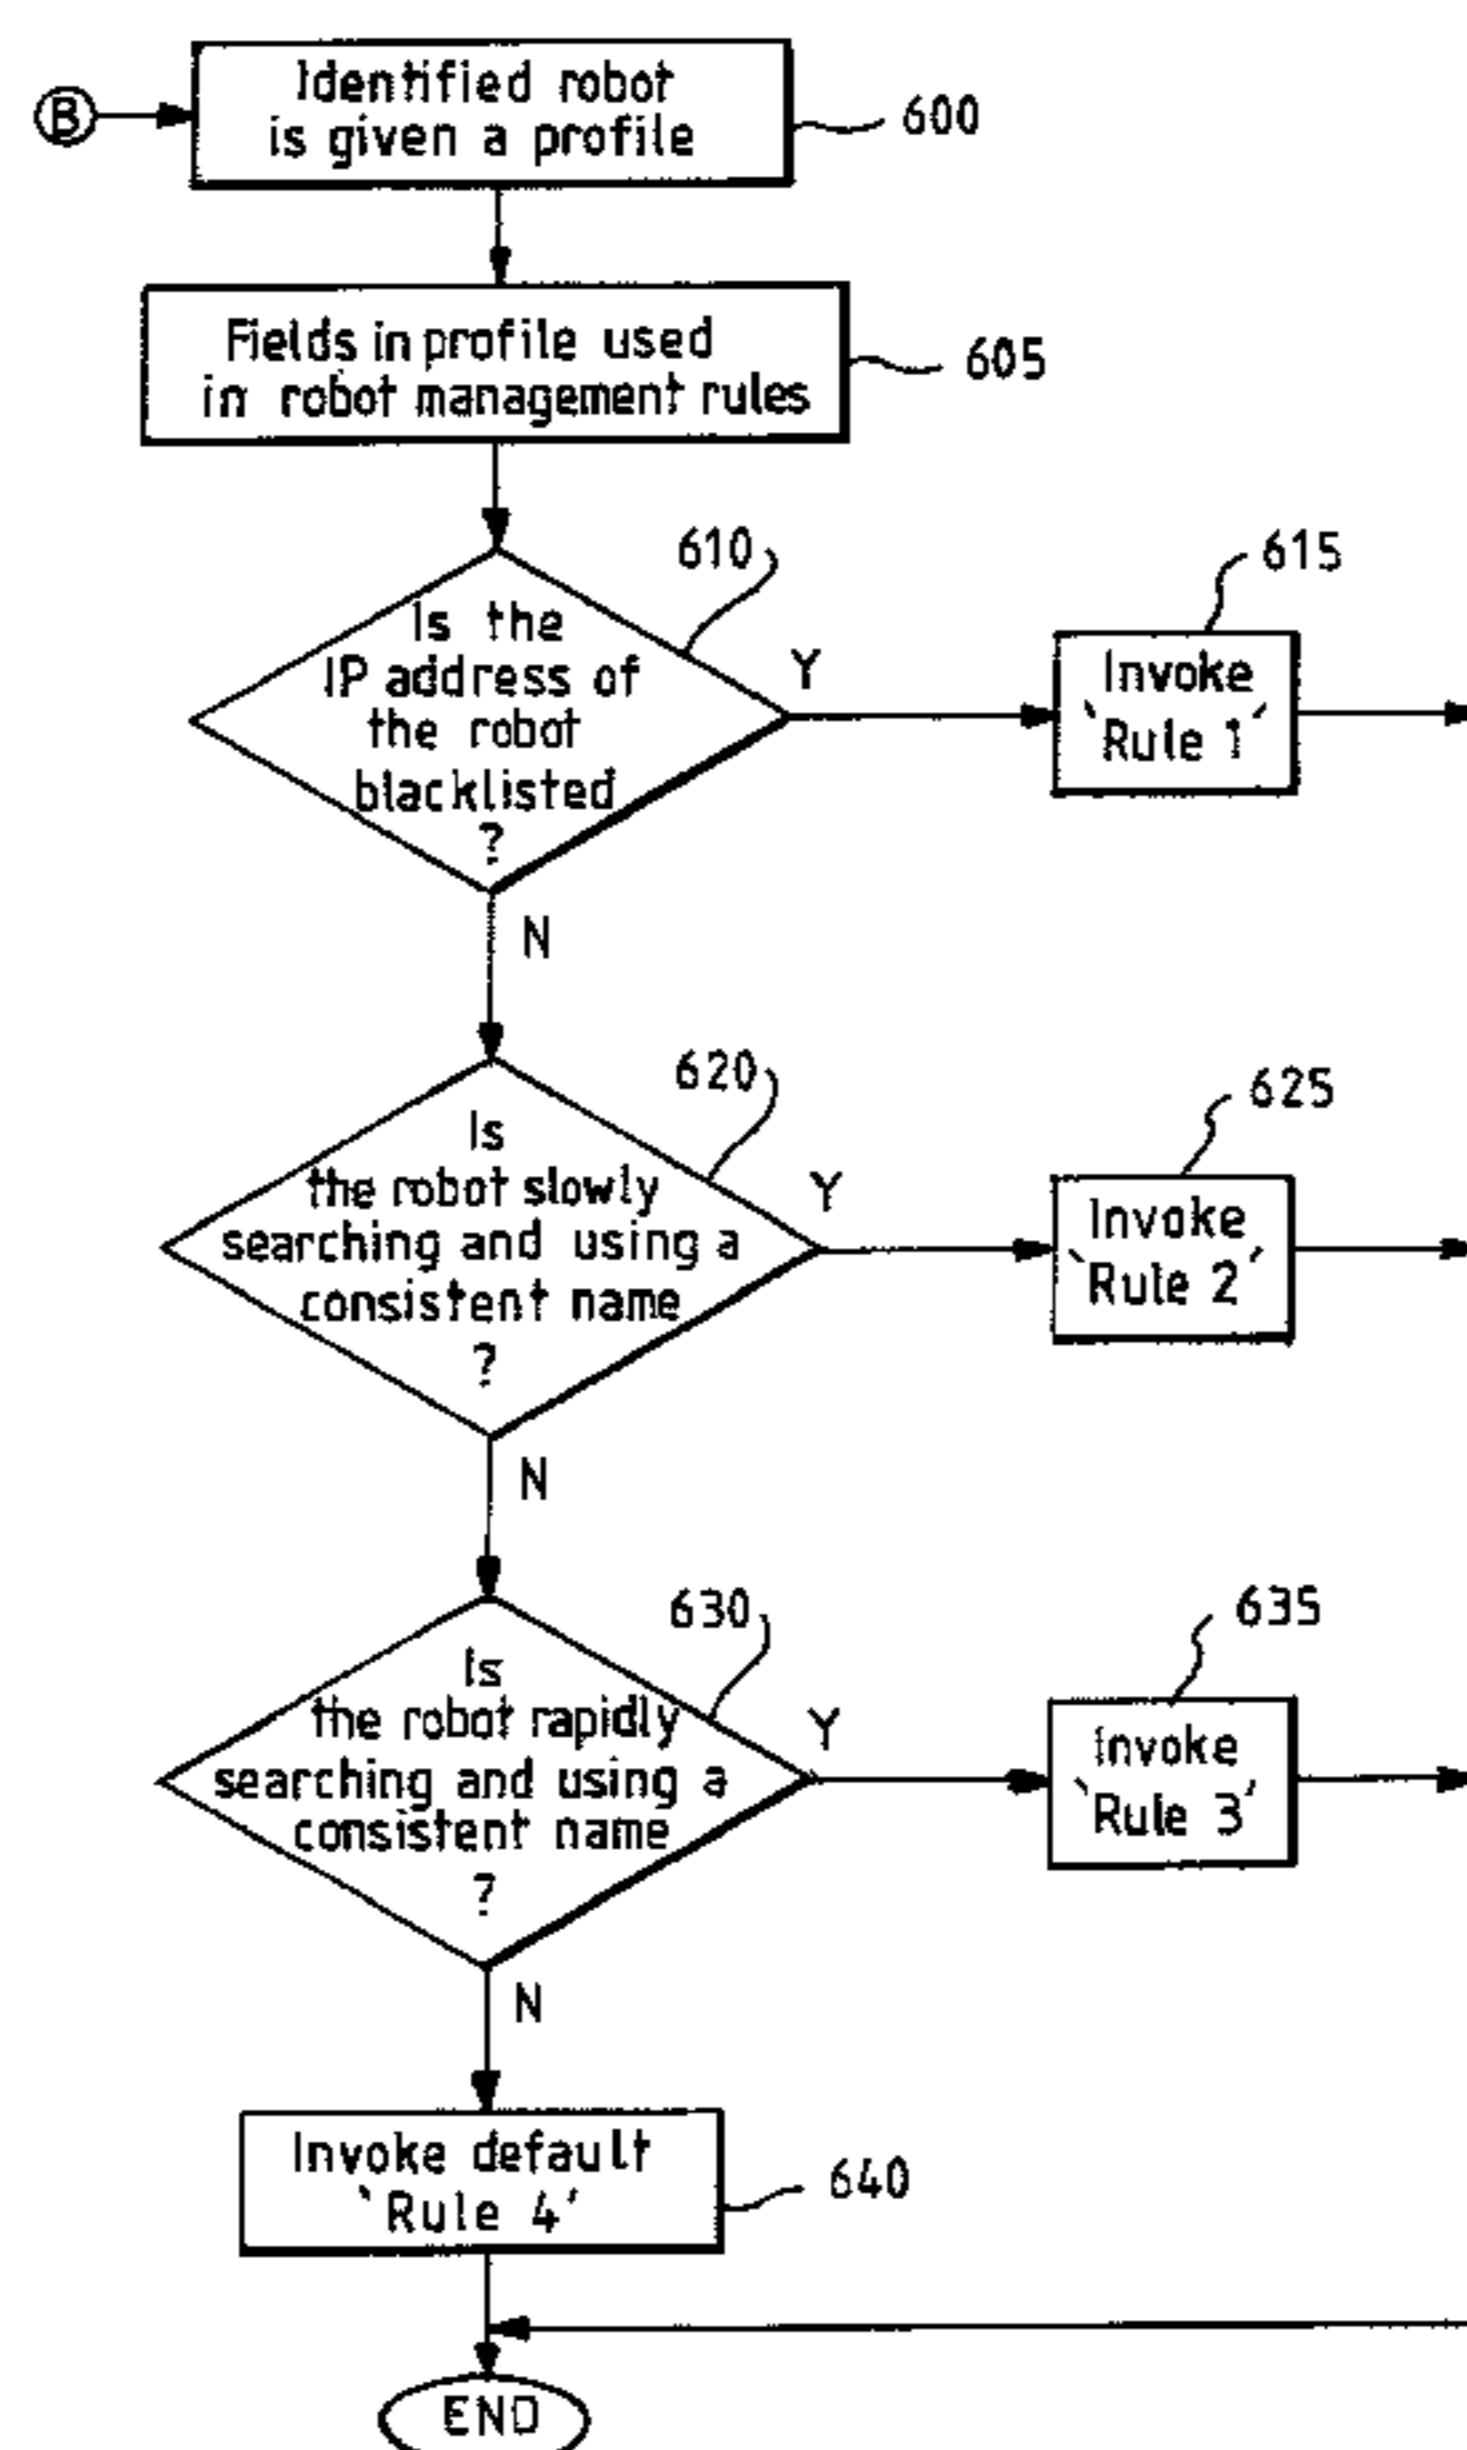 B
Identified robot
is given a profile
600
Fields in profile used
in robot management rules
605
610
Is the
IP address of
the robot
blacklisted
?
Y
N
615
Invoke
`Rule 1´
620
Is
the robot slowly
searching and using a
consistent name
?
Y
N
625
Invoke
`Rule 2´
630
Is
the robot rapidly
searching and using a
consistent name
?
Y
N
635
Invoke
`Rule 3´
Invoke default
`Rule 4´
640
END